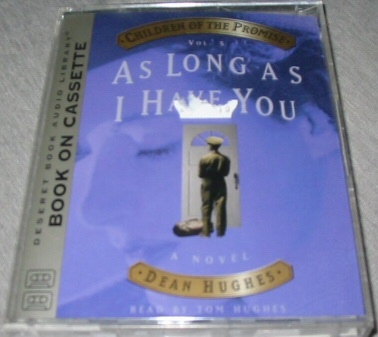 CHILDREN OF THE PROMISE
VOL. 5
AS LONG AS
I HAVE YOU
A NOVEL
DEAN HUGHES
READ BY TOM HUGHES
DESERET BOOK AUDIO LIBRARY
BOOK ON CASSETTE